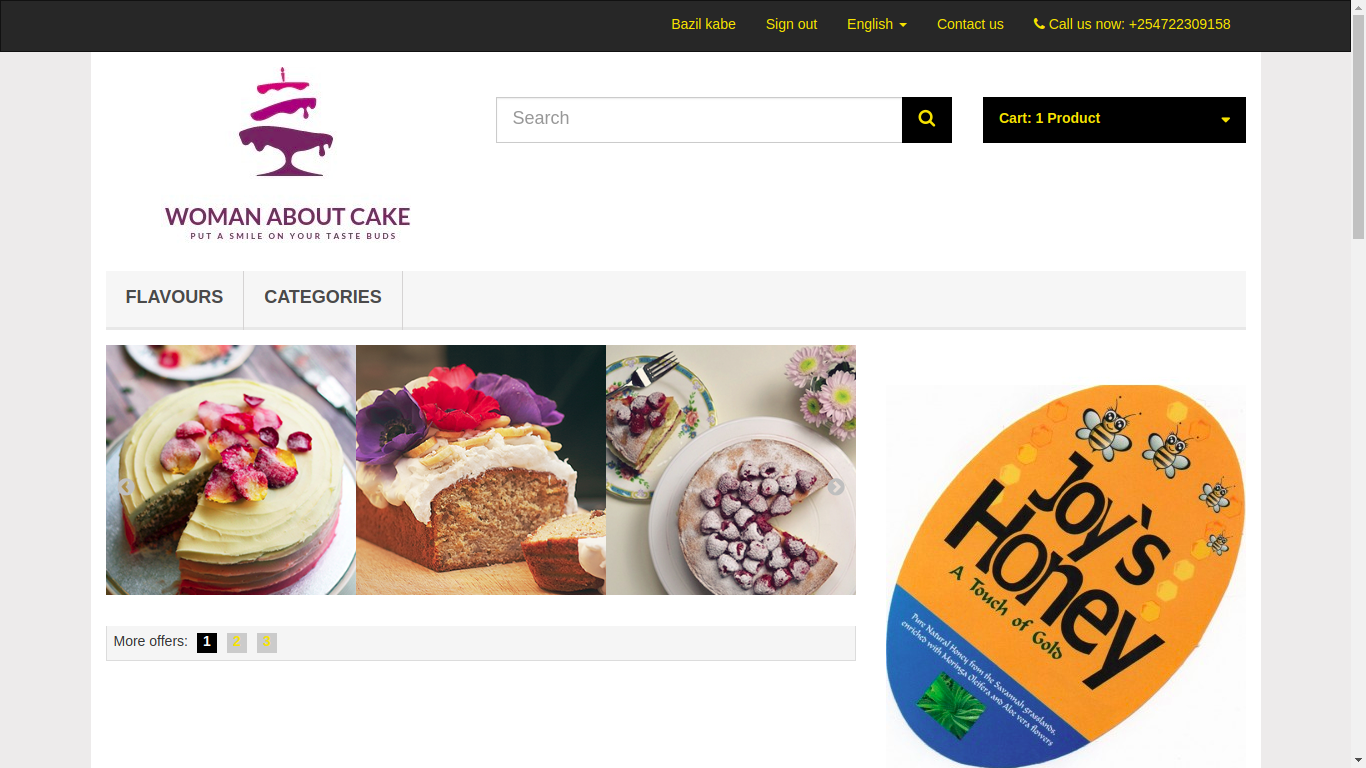 Bazil kabe
Sign out
English
Contact us
Call us now: +254722309158
Search
Cart: 1 Product
WOMAN ABOUT CAKE
PUT A SMILE ON YOUR TASTE BUDS
FLAVOURS
CATEGORIES
Joy's
Honey
A Touch of Gold
Pure Natural Honey from the Savannah grasslands,
enriched with Moringa Oleifera and Aloe vera flowers
More offers: 1 2 3